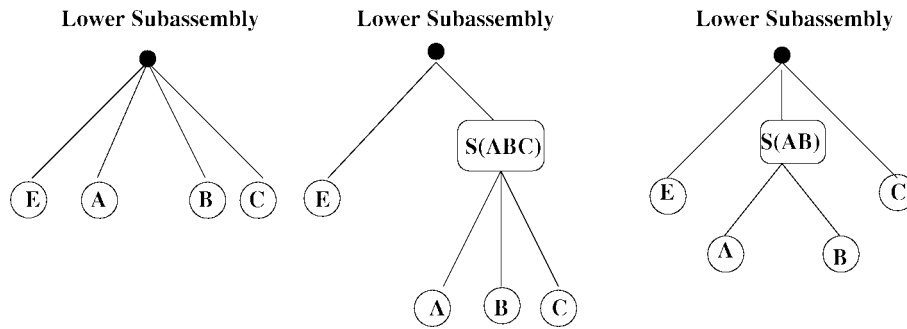 Lower Subassembly
E A B C
Lower Subassembly
S(ABC)
E
A B C
Lower Subassembly
S(AB)
E C
A B